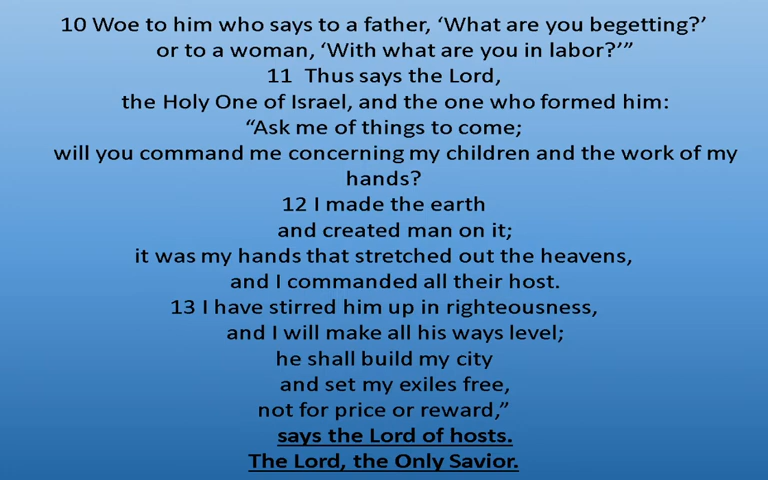 10 Woe to him who says to a father, ‘What are you begetting?’
or to a woman, ‘With what are you in labor?’”
11  Thus says the Lord,
the Holy One of Israel, and the one who formed him:
“Ask me of things to come;
will you command me concerning my children and the work of my
hands?
12 I made the earth
and created man on it;
it was my hands that stretched out the heavens,
and I commanded all their host.
13 I have stirred him up in righteousness,
and I will make all his ways level;
he shall build my city
and set my exiles free,
not for price or reward,”
says the Lord of hosts.
The Lord, the Only Savior.